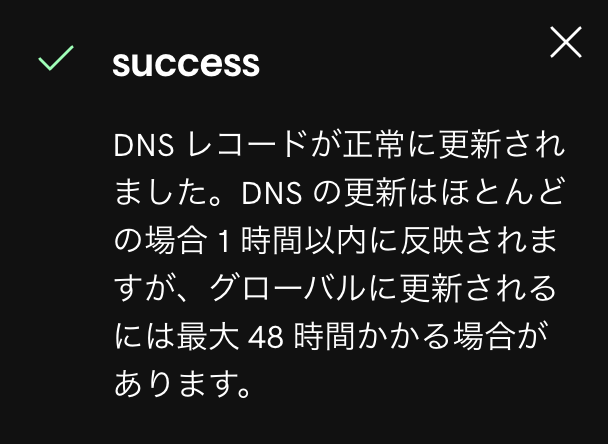 success
DNS レコードが正常に更新され
ました。DNS の更新はほとんど
の場合 1 時間以内に反映されま
すが、グローバルに更新される
には最大 48 時間かかる場合が
あります。